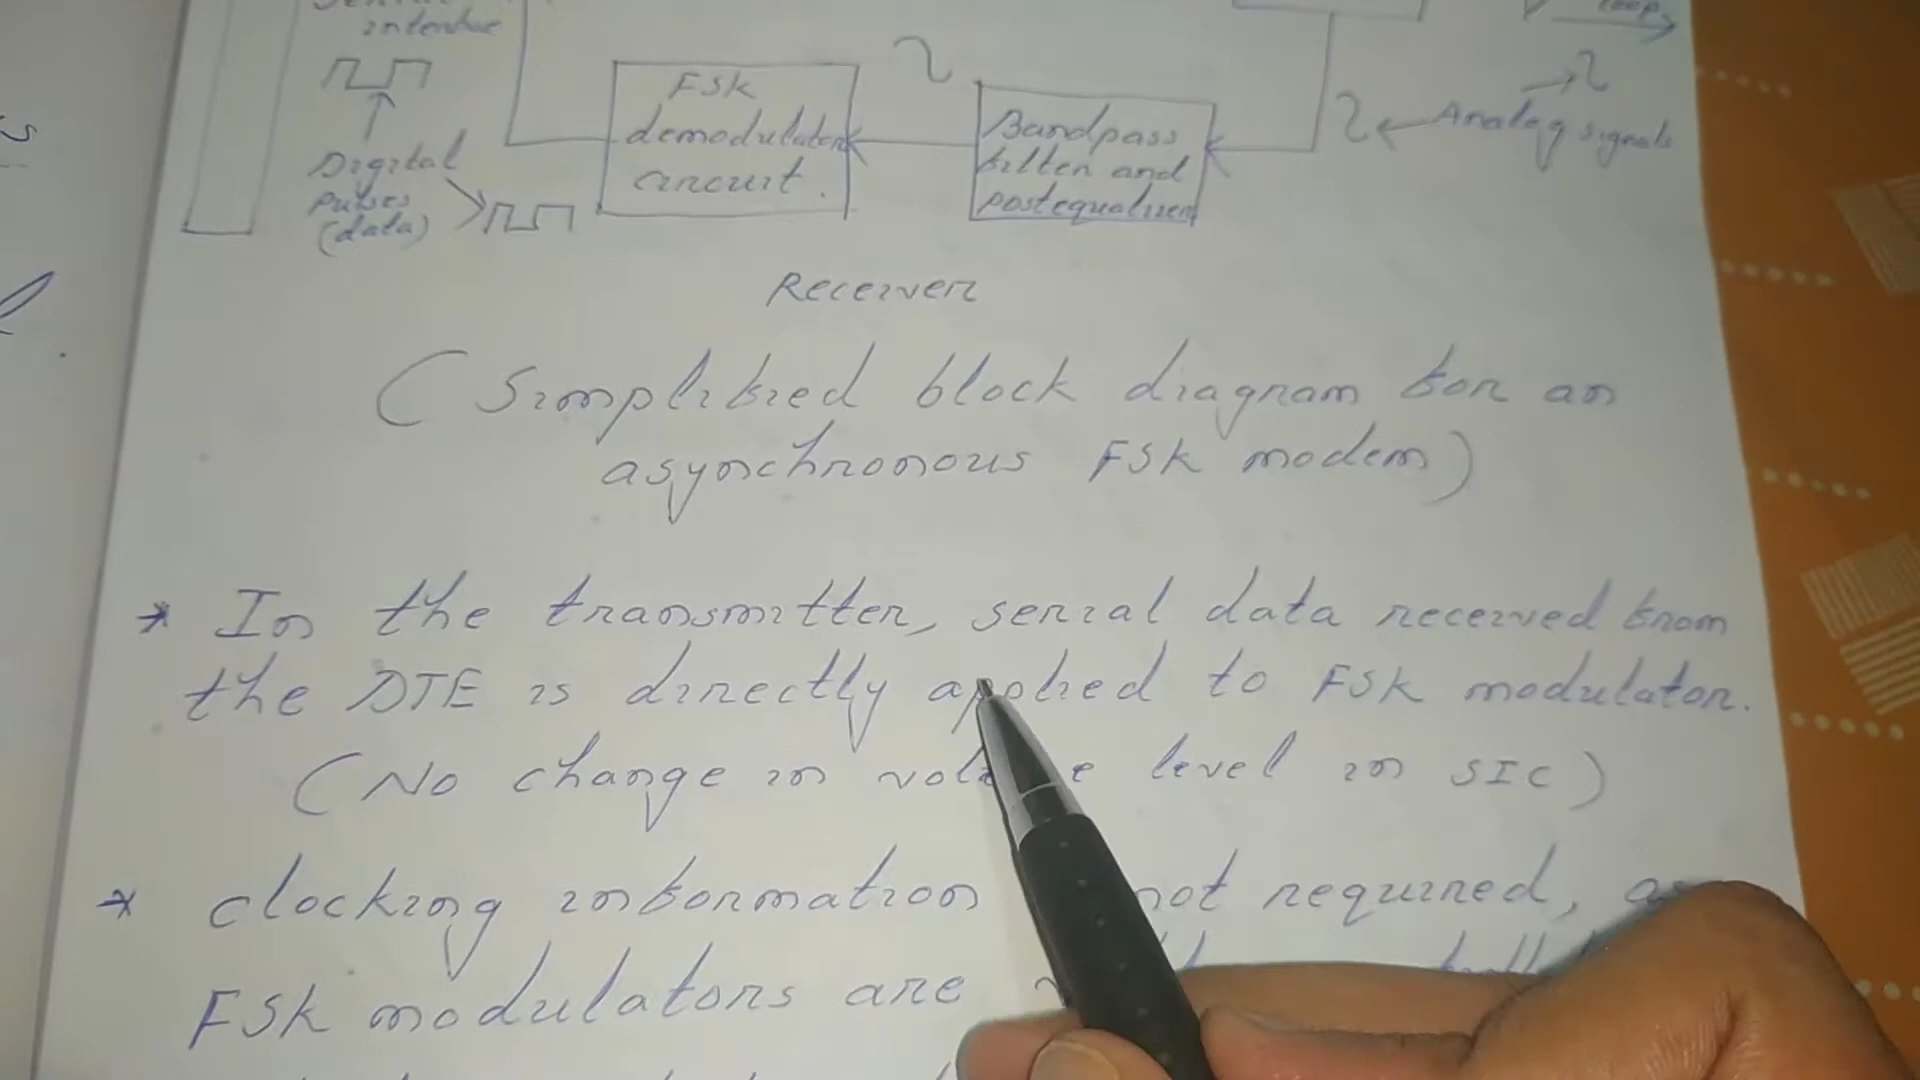 interface
loop
FSK
demodulator
circuit.
Bandpass
filter and
postequalizer
Analog signals
Digital
pulses
(data)
Receiver
(Simplified block diagram for an
asynchronous FSK modem)
* In the transmitter, serial data received from
the DTE is directly applied to FSK modulator.
(No change in level in SIC)
* clocking information not required,
FSK modulators are